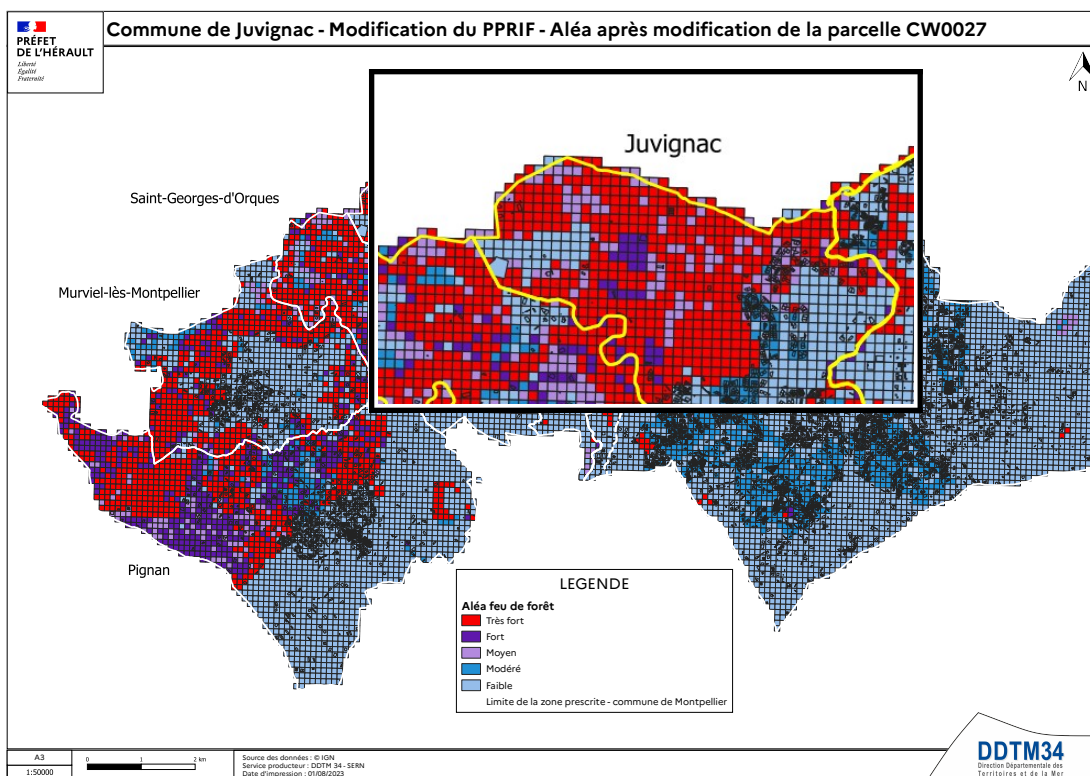 PRÉFET
DE L'HÉRAULT
Liberté
Égalité
Fraternité
Commune de Juvignac - Modification du PPRIF - Aléa après modification de la parcelle CW0027
N
Juvignac
Saint-Georges-d'Orques
Murviel-lès-Montpellier
Pignan
LEGENDE
Aléa feu de forêt
Très fort
Fort
Moyen
Modéré
Faible
Limite de la zone prescrite - commune de Montpellier
A3
1:50000
0 1 2 km
Source des données : © IGN
Service producteur : DDTM 34 - SERN
Date d'impression : 01/08/2023
DDTM34
Direction Départementale des
Territoires et de la Mer